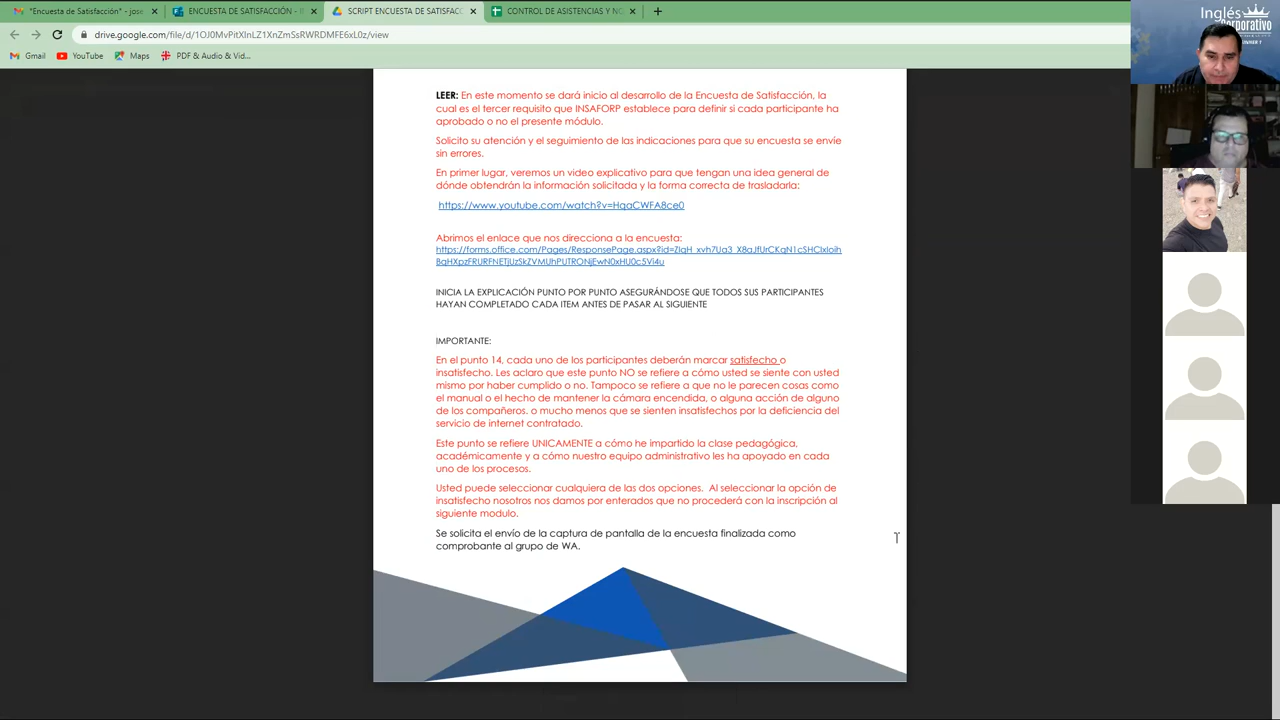 *Encuesta de Satisfacción* - jose
ENCUESTA DE SATISFACCIÓN - 
SCRIPT ENCUESTA DE SATISFAC
CONTROL DE ASISTENCIAS Y NO
drive.google.com/file/d/1OJ0MvPitXlnLZ1XnZmSsRWRDMFE6xL0z/view
Gmail
YouTube
Maps
PDF & Audio & Vi...
Inglés
Corporativo
LEER: En este momento se dará inicio al desarrollo de la Encuesta de Satisfacción, la
cual es el tercer requisito que INSAFORP establece para definir si cada participante ha
aprobado o no el presente módulo.
Solicito su atención y el seguimiento de las indicaciones para que su encuesta se envíe
sin errores.
En primer lugar, veremos un video explicativo para que tengan una idea general de
dónde obtendrán la información solicitada y la forma correcta de trasladarla:
https://www.youtube.com/watch?v=HqaCWFA8ce0
Abrimos el enlace que nos direcciona a la encuesta:
https://forms.office.com/Pages/ResponsePage.aspx?id=ZIqH_xvh7Ua3_X8aJfUrCKqN1cSHCIxIojh
BqHXpzFRURFNETjUzSkZVMUhPUTRONjEwN0xHU0c5Vi4u
INICIA LA EXPLICACIÓN PUNTO POR PUNTO ASEGURÁNDOSE QUE TODOS SUS PARTICIPANTES
HAYAN COMPLETADO CADA ITEM ANTES DE PASAR AL SIGUIENTE
IMPORTANTE:
En el punto 14, cada uno de los participantes deberán marcar satisfecho o
insatisfecho. Les aclaro que este punto NO se refiere a cómo usted se siente con usted
mismo por haber cumplido o no. Tampoco se refiere a que no le parecen cosas como
el manual o el hecho de mantener la cámara encendida, o alguna acción de alguno
de los compañeros. o mucho menos que se sienten insatisfechos por la deficiencia del
servicio de internet contratado.
Este punto se refiere UNICAMENTE a cómo he impartido la clase pedagógica,
académicamente y a cómo nuestro equipo administrativo les ha apoyado en cada
uno de los procesos.
Usted puede seleccionar cualquiera de las dos opciones. Al seleccionar la opción de
insatisfecho nosotros nos damos por enterados que no procederá con la inscripción al
siguiente modulo.
Se solicita el envío de la captura de pantalla de la encuesta finalizada como
comprobante al grupo de WA.